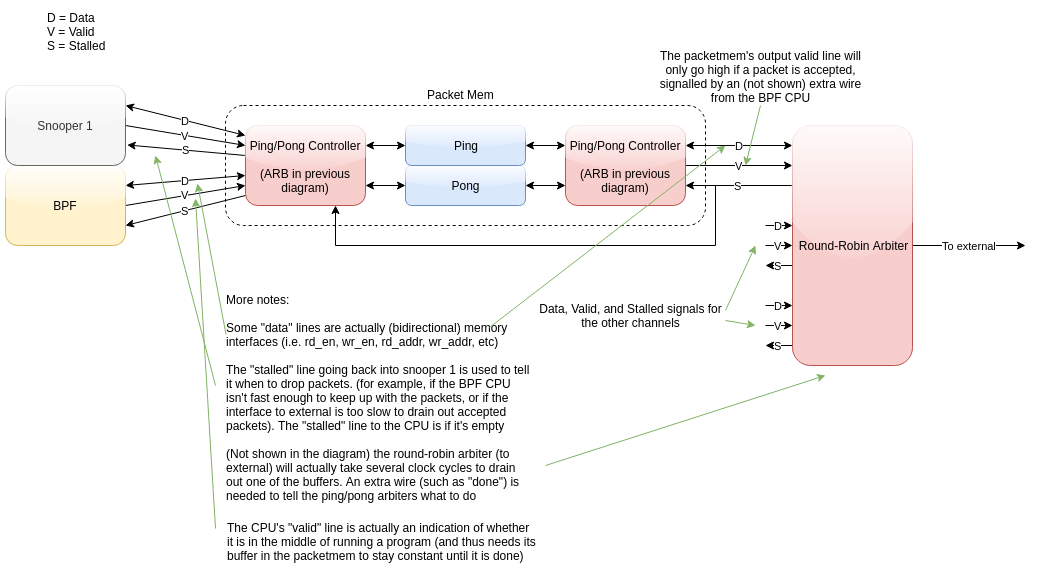 D = Data
V = Valid
S = Stalled
The packetmem's output valid line will
only go high if a packet is accepted,
signalled by an (not shown) extra wire
from the BPF CPU
Packet Mem
Snooper 1
BPF
D
V
S
D
V
S
Ping/Pong Controller
(ARB in previous
diagram)
Ping
Pong
Ping/Pong Controller
(ARB in previous
diagram)
D
V
S
D
V
S
D
V
S
Round-Robin Arbiter
To external
Data, Valid, and Stalled signals for
the other channels
More notes:
Some "data" lines are actually (bidirectional) memory
interfaces (i.e. rd_en, wr_en, rd_addr, wr_addr, etc)
The "stalled" line going back into snooper 1 is used to tell
it when to drop packets. (for example, if the BPF CPU
isn't fast enough to keep up with the packets, or if the
interface to external is too slow to drain out accepted
packets). The "stalled" line to the CPU is if it's empty
(Not shown in the diagram) the round-robin arbiter (to
external) will actually take several clock cycles to drain
out one of the buffers. An extra wire (such as "done") is
needed to tell the ping/pong arbiters what to do
The CPU's "valid" line is actually an indication of whether
it is in the middle of running a program (and thus needs its
buffer in the packetmem to stay constant until it is done)